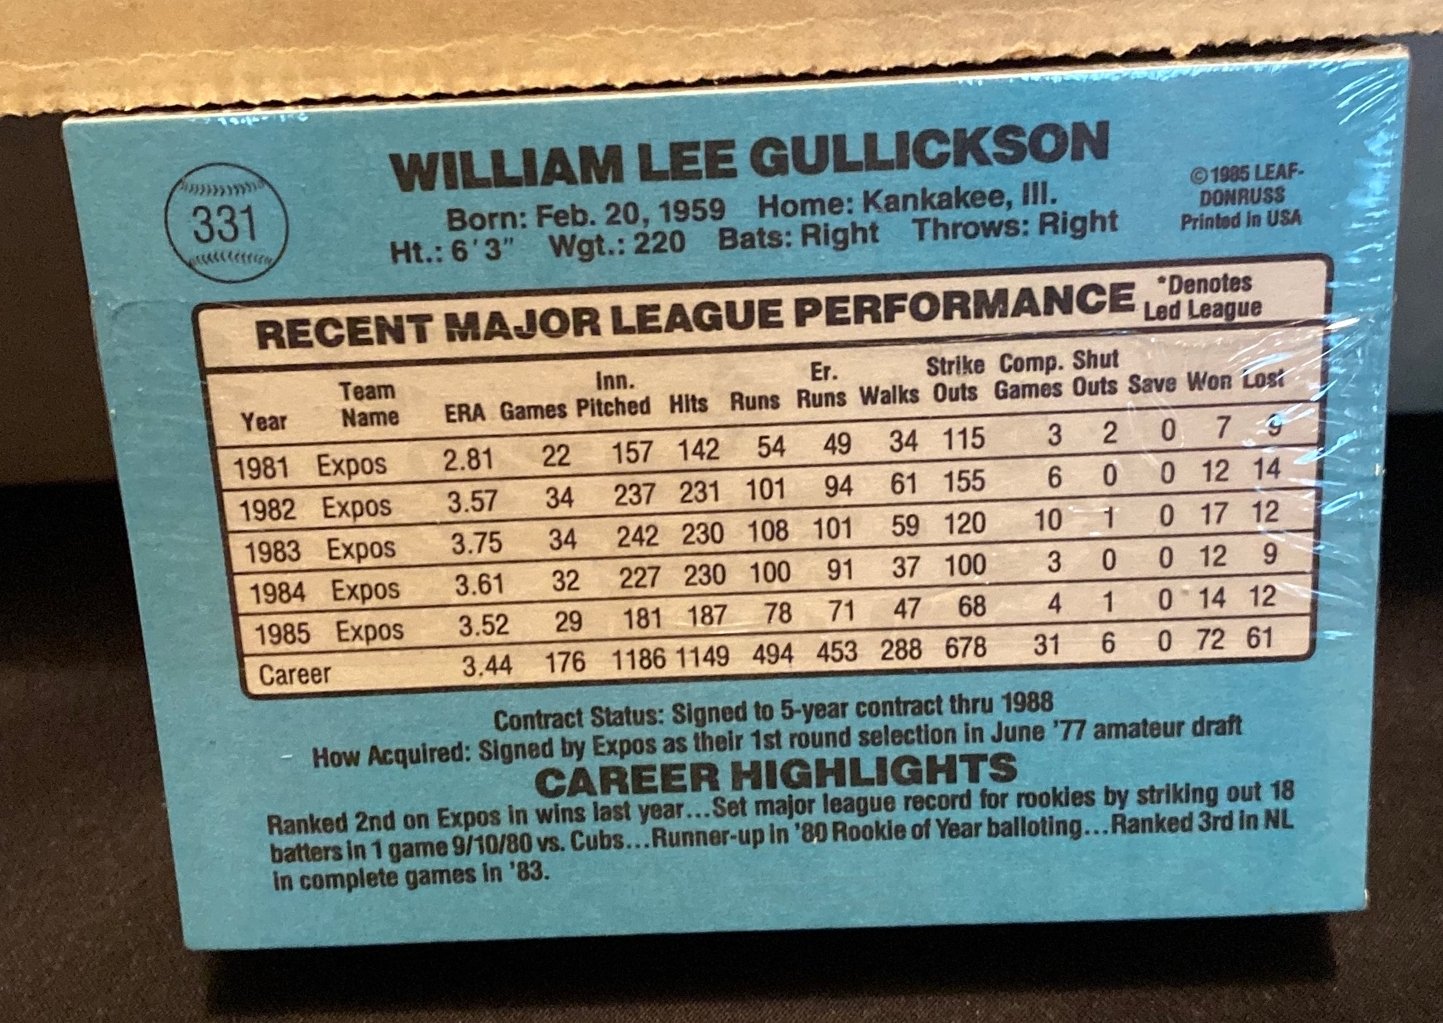 331
WILLIAM LEE GULLICKSON
Born: Feb. 20, 1959 Home: Kankakee, Ill.
Ht.: 6'3" Wgt.: 220 Bats: Right Throws: Right
©1985 LEAF-
DONRUSS
Printed in USA
RECENT MAJOR LEAGUE PERFORMANCE
*Denotes
Led League
Year Team Name ERA Games Inn. Pitched Hits Runs Er. Runs Walks Strike Outs Comp. Games Shut Outs Save Won Lost
1981 Expos 2.81 22 157 142 54 49 34 115 3 2 0 7 9
1982 Expos 3.57 34 237 231 101 94 61 155 6 0 0 12 14
1983 Expos 3.75 34 242 230 108 101 59 120 10 1 0 17 12
1984 Expos 3.61 32 227 230 100 91 37 100 3 0 0 12 9
1985 Expos 3.52 29 181 187 78 71 47 68 4 1 0 14 12
Career 3.44 176 1186 1149 494 453 288 678 31 6 0 72 61
Contract Status: Signed to 5-year contract thru 1988
How Acquired: Signed by Expos as their 1st round selection in June '77 amateur draft
CAREER HIGHLIGHTS
Ranked 2nd on Expos in wins last year...Set major league record for rookies by striking out 18
batters in 1 game 9/10/80 vs. Cubs...Runner-up in '80 Rookie of Year balloting...Ranked 3rd in NL
in complete games in '83.